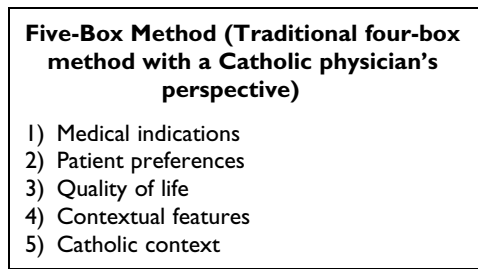 Five-Box Method (Traditional four-box
method with a Catholic physician's
perspective)
1) Medical indications
2) Patient preferences
3) Quality of life
4) Contextual features
5) Catholic context